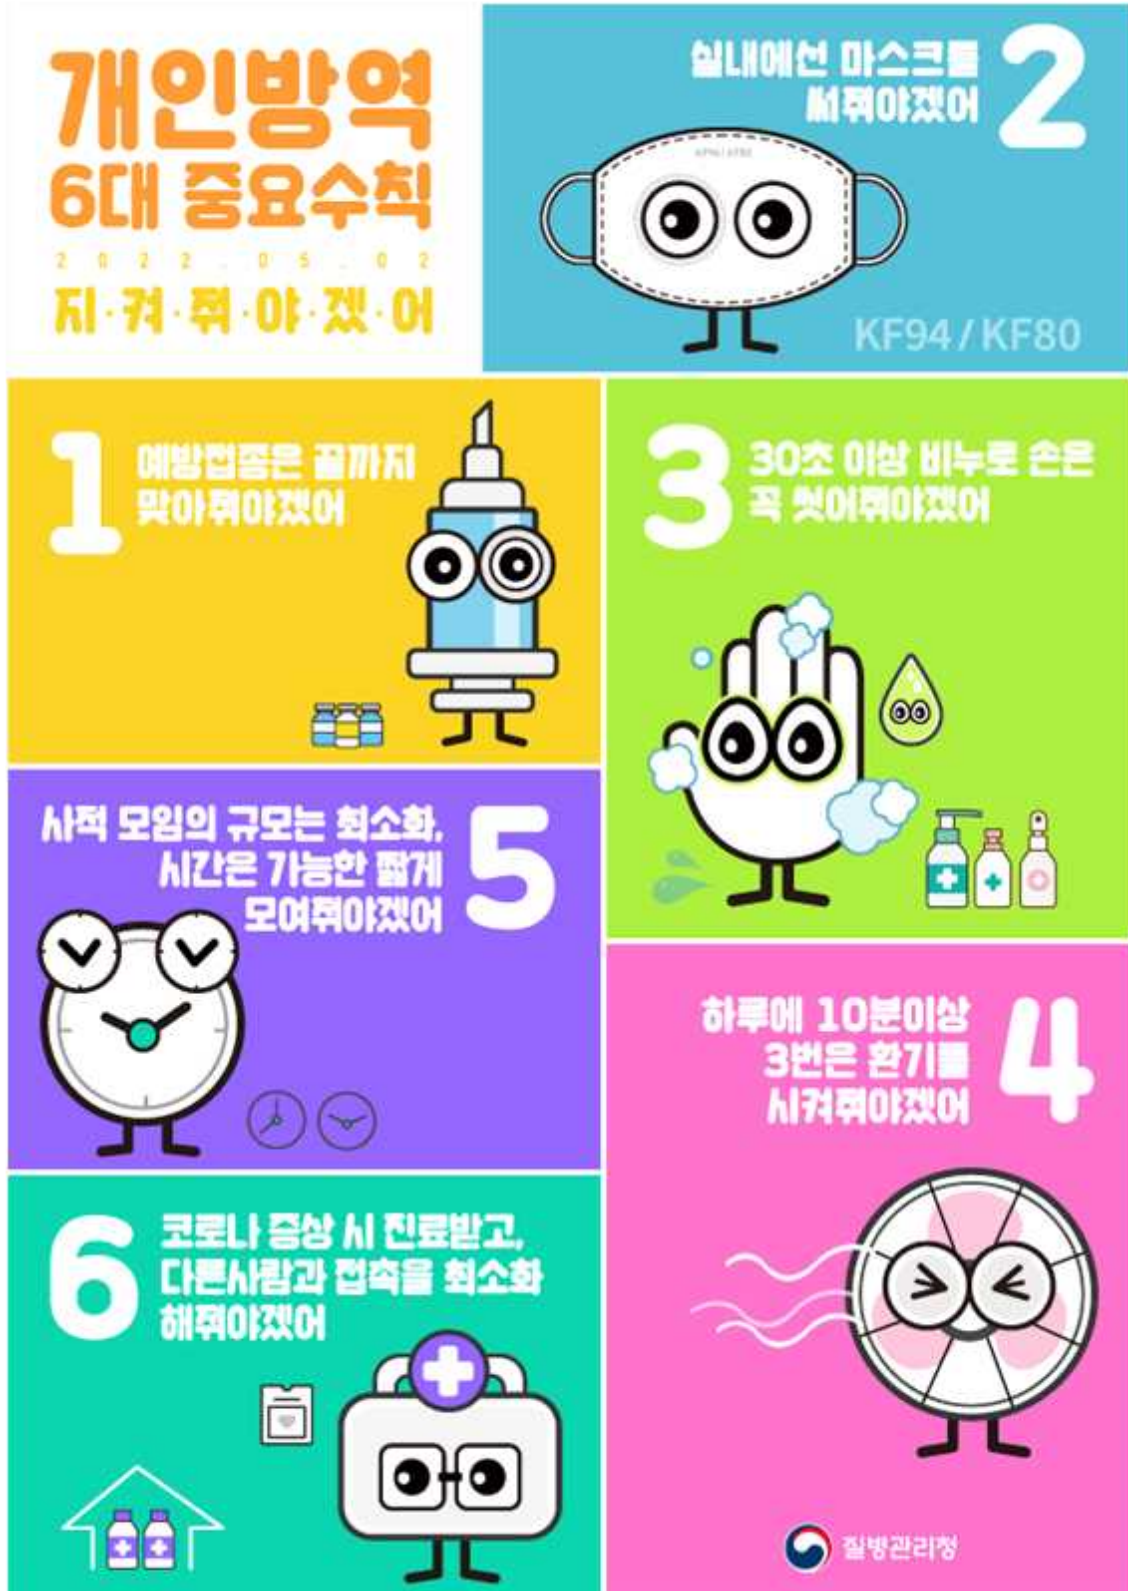 개인방역
6대 중요수칙
2022.05.02
지·켜·줘·야·겠·어
1
예방접종은 끝까지
맞아줘야겠어
2
실내에선 마스크를
써줘야겠어
KF94 / KF80
KF94 / KF80
3
30초 이상 비누로 손은
꼭 씻어줘야겠어
4
하루에 10분이상
3번은 환기를
시켜줘야겠어
5
사적 모임의 규모는 최소화,
시간은 가능한 짧게
모여줘야겠어
6
코로나 증상 시 진료받고,
다른사람과 접촉을 최소화
해줘야겠어
질병관리청